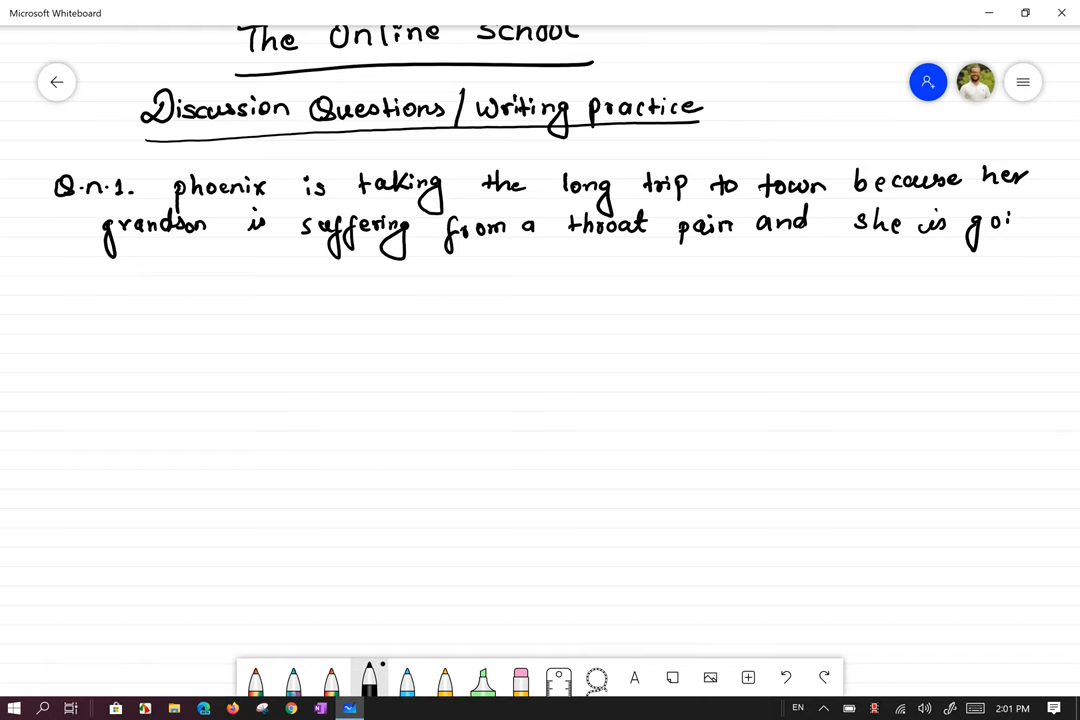 Microsoft Whiteboard
The Online School
Discussion Questions/Writing Practice
Q.n.1. phoenix is taking the long trip to town because her
grandson is suffering from a throat pain and she is goi
A
EN
2:01 PM